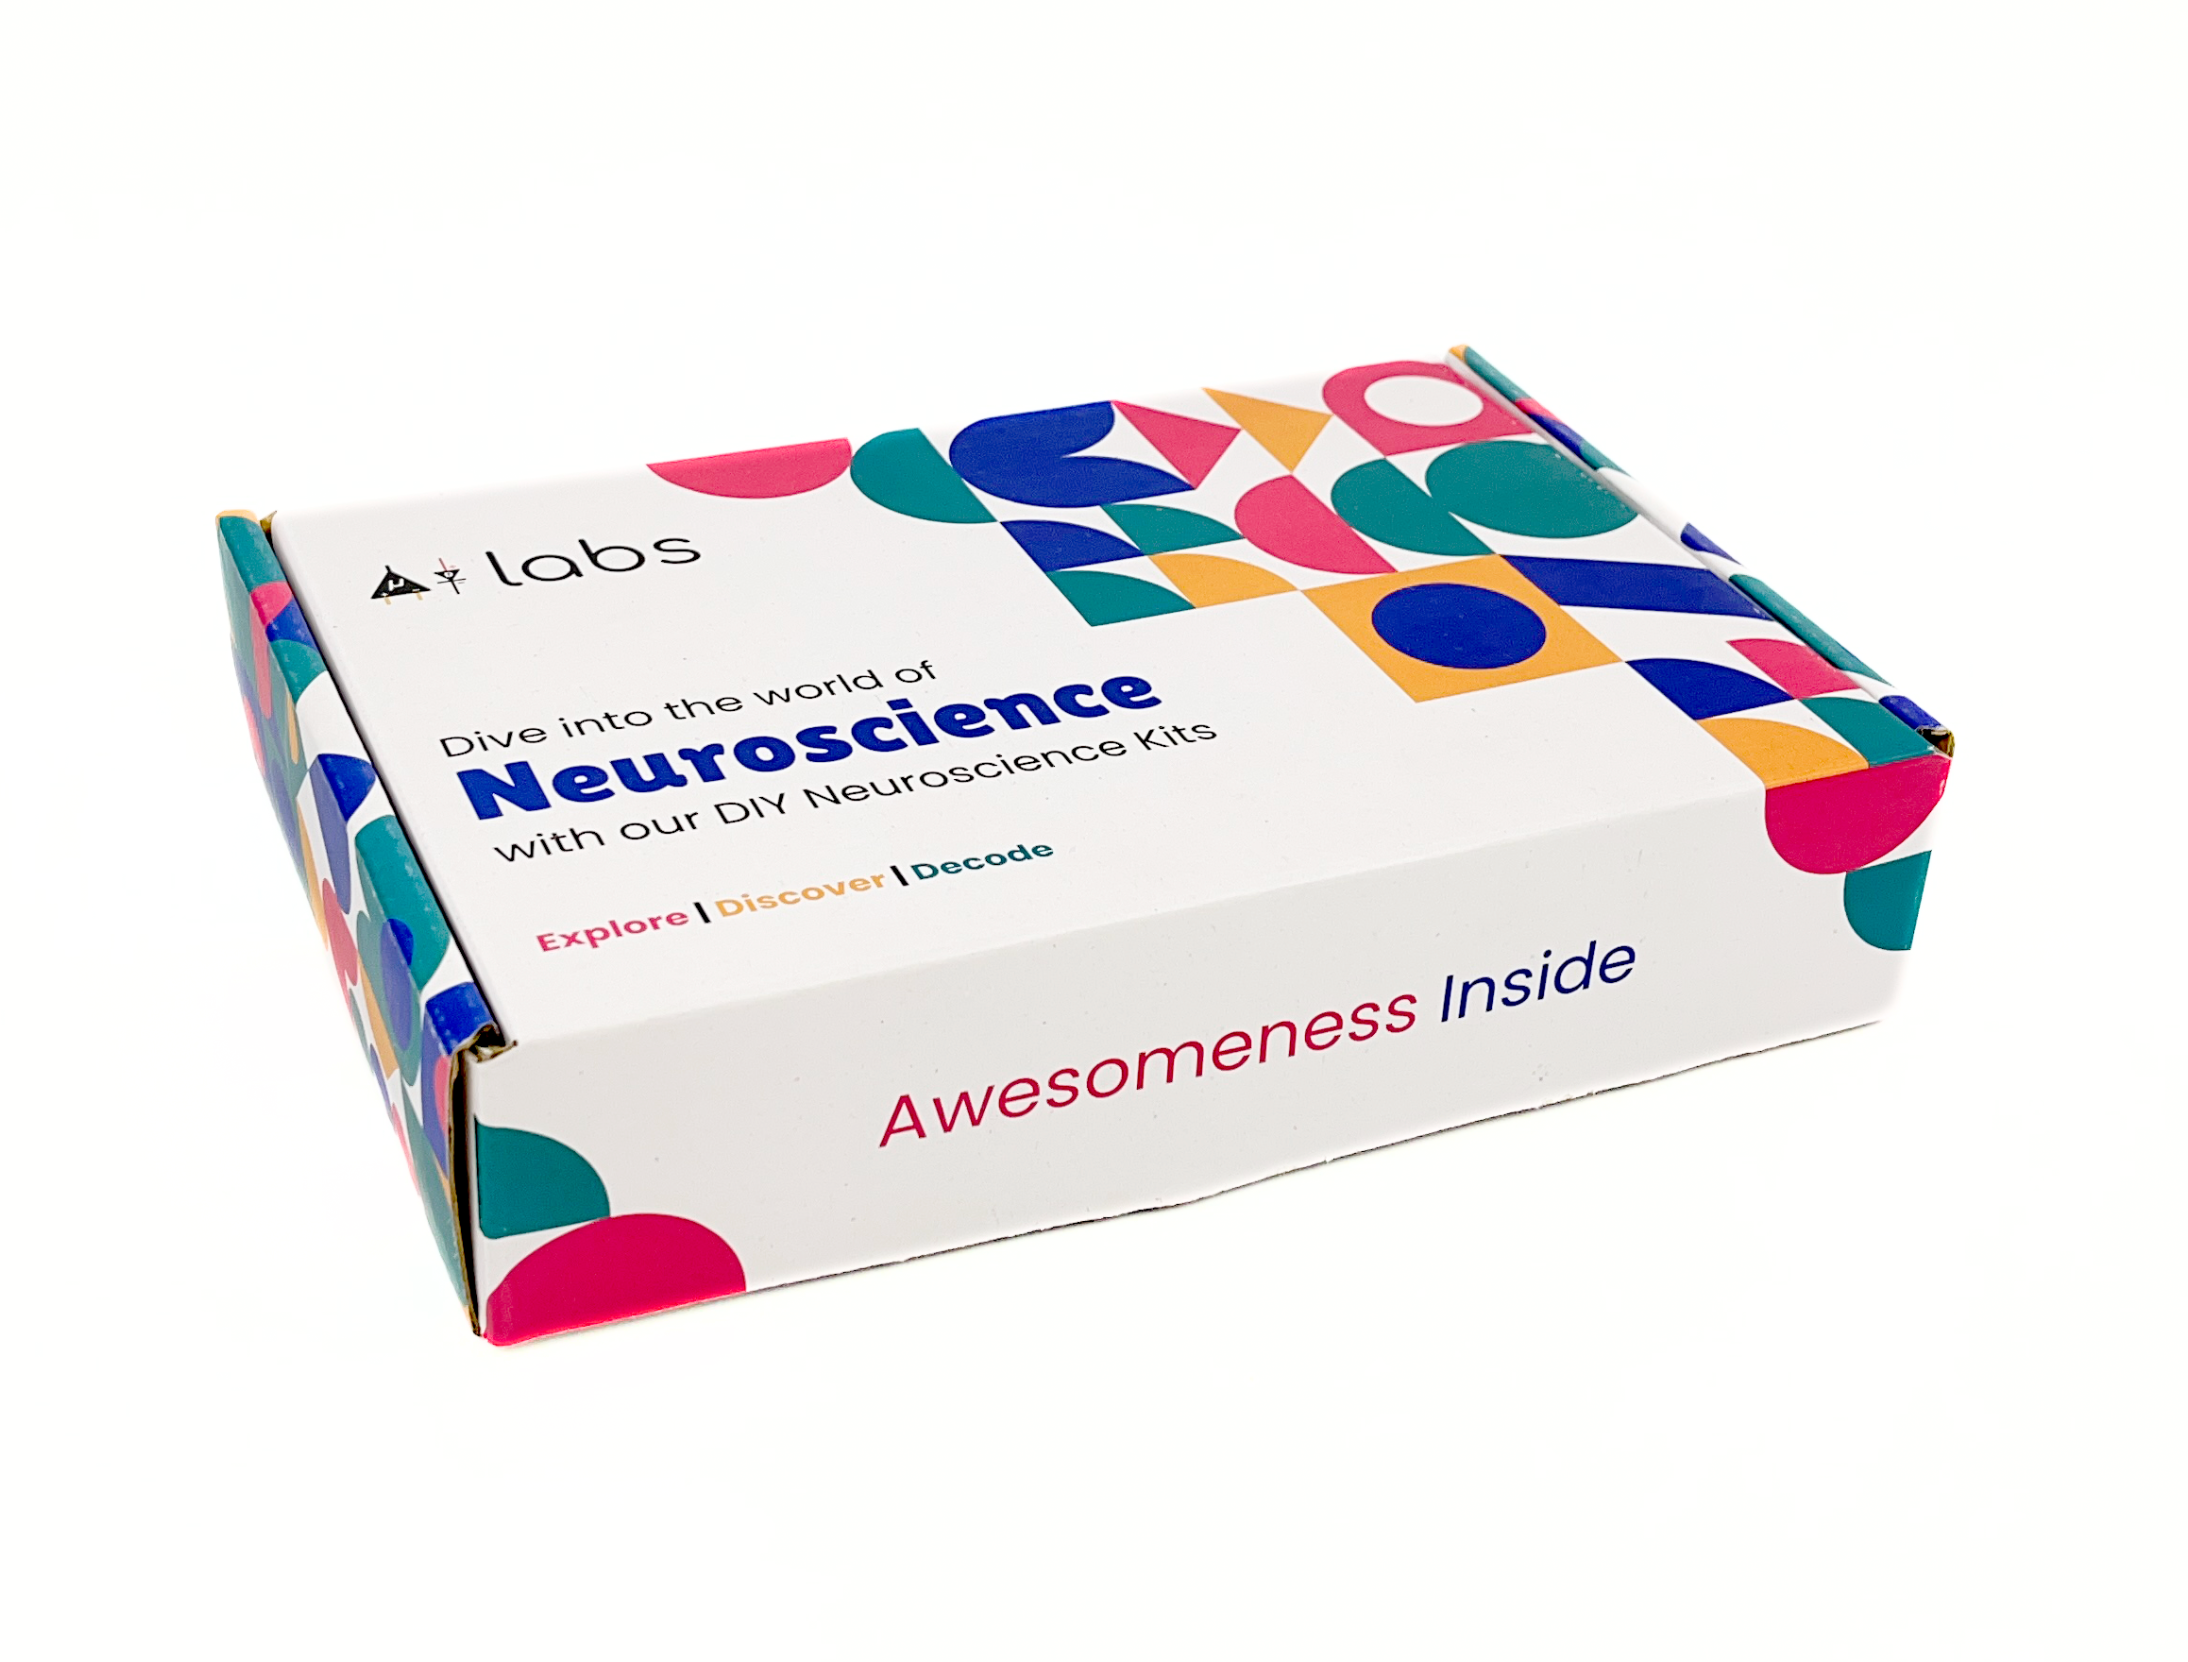 labs
Dive into the world of
Neuroscience
with our DIY Neuroscience Kits
Explore | Discover | Decode
Awesomeness Inside